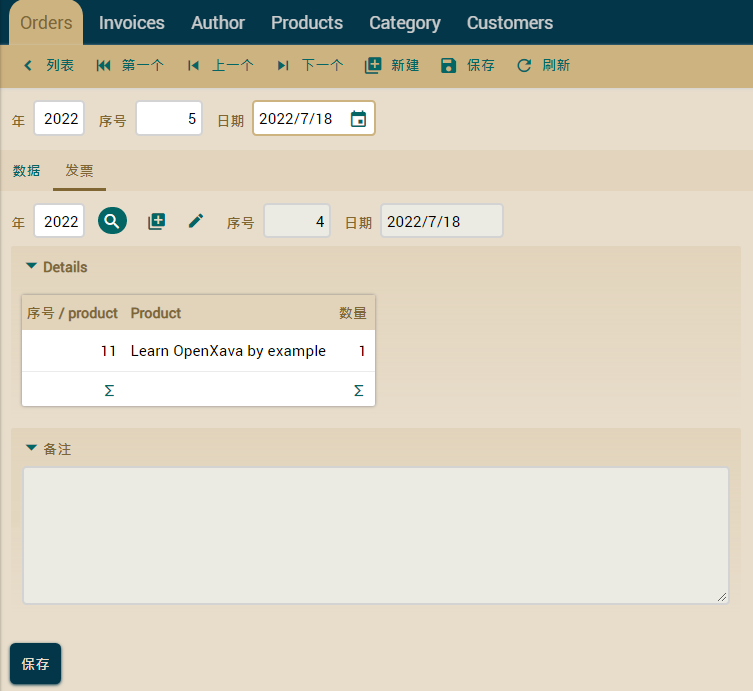 Orders Invoices Author Products Category Customers
列表 第一个 上一个 下一个 新建 保存 刷新
年 2022 序号 5 日期 2022/7/18
数据 发票
年 2022 序号 4 日期 2022/7/18
Details
序号 / product Product 数量
11 Learn OpenXava by example 1
Σ Σ
备注
保存